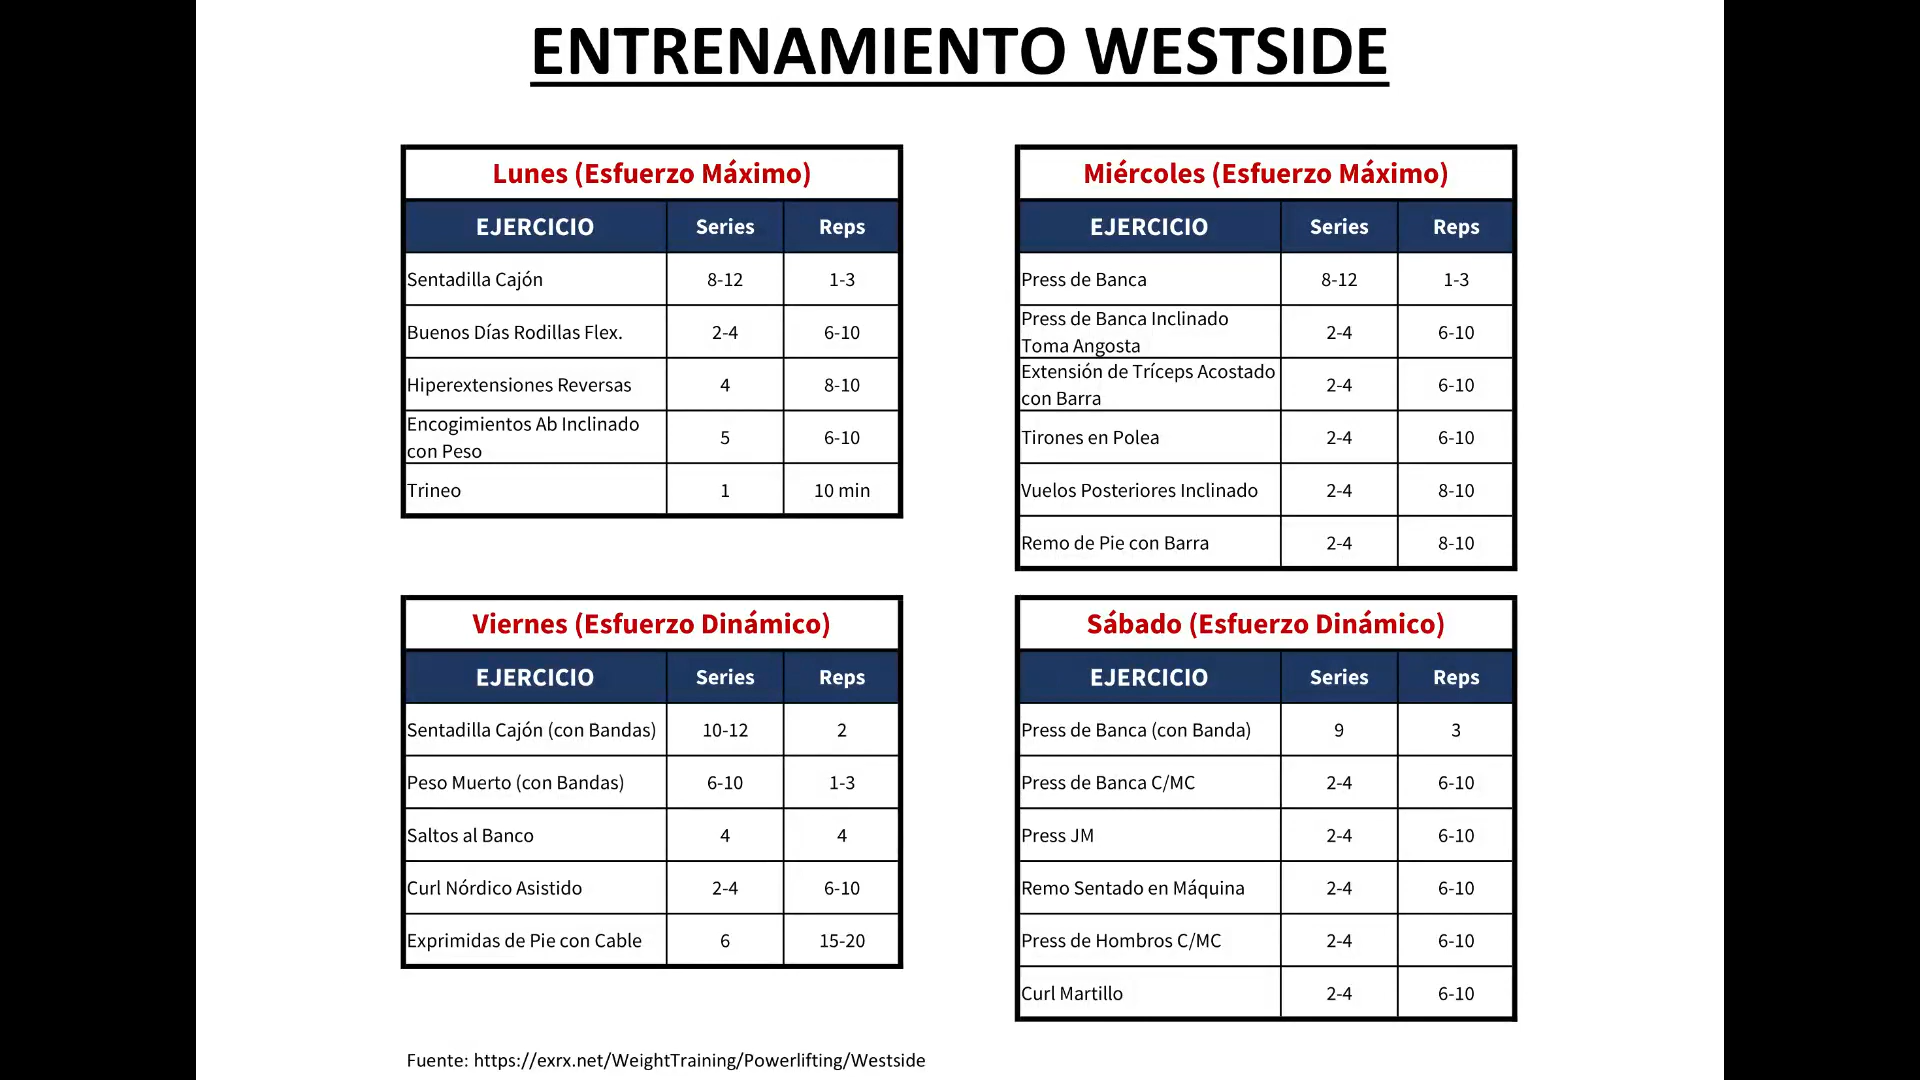 ENTRENAMIENTO WESTSIDE
Lunes (Esfuerzo Máximo)
EJERCICIO Series Reps
Sentadilla Cajón 8-12 1-3
Buenos Días Rodillas Flex. 2-4 6-10
Hiperextensiones Reversas 4 8-10
Encogimientos Ab Inclinado
con Peso 5 6-10
Trineo 1 10 min
Miércoles (Esfuerzo Máximo)
EJERCICIO Series Reps
Press de Banca 8-12 1-3
Press de Banca Inclinado
Toma Angosta 2-4 6-10
Extensión de Tríceps Acostado
con Barra 2-4 6-10
Tirones en Polea 2-4 6-10
Vuelos Posteriores Inclinado 2-4 8-10
Remo de Pie con Barra 2-4 8-10
Viernes (Esfuerzo Dinámico)
EJERCICIO Series Reps
Sentadilla Cajón (con Bandas) 10-12 2
Peso Muerto (con Bandas) 6-10 1-3
Saltos al Banco 4 4
Curl Nórdico Asistido 2-4 6-10
Exprimidas de Pie con Cable 6 15-20
Sábado (Esfuerzo Dinámico)
EJERCICIO Series Reps
Press de Banca (con Banda) 9 3
Press de Banca C/MC 2-4 6-10
Press JM 2-4 6-10
Remo Sentado en Máquina 2-4 6-10
Press de Hombros C/MC 2-4 6-10
Curl Martillo 2-4 6-10
Fuente: https://exrx.net/WeightTraining/Powerlifting/Westside